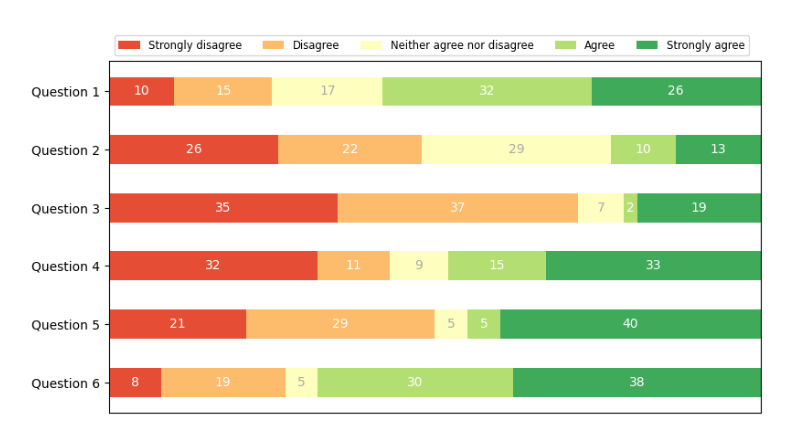 Strongly disagree Disagree Neither agree nor disagree Agree Strongly agree
Question 1 10 15 17 32 26
Question 2 26 22 29 10 13
Question 3 35 37 7 2 19
Question 4 32 11 9 15 33
Question 5 21 29 5 5 40
Question 6 8 19 5 30 38